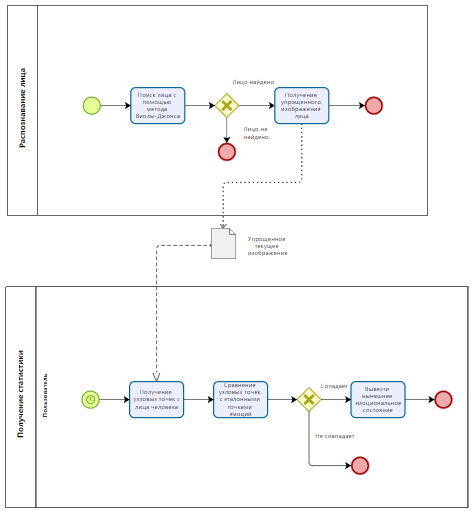 Распознавание лица
Поиск лица с
помощью
метода
Виолы-Джонса
Лицо найдено
Лицо не
найдено
Получение
упрощенного
изображения
лица
Упрощенное
текущее
изображение
Получение статистики
Пользователь
Получение
узловых точек с
лица человека
Сравнение
узловых точек
с эталонными
точками
эмоций
Совпадает
Не совпадает
Вывести
нынешнее
эмоциональное
состояние